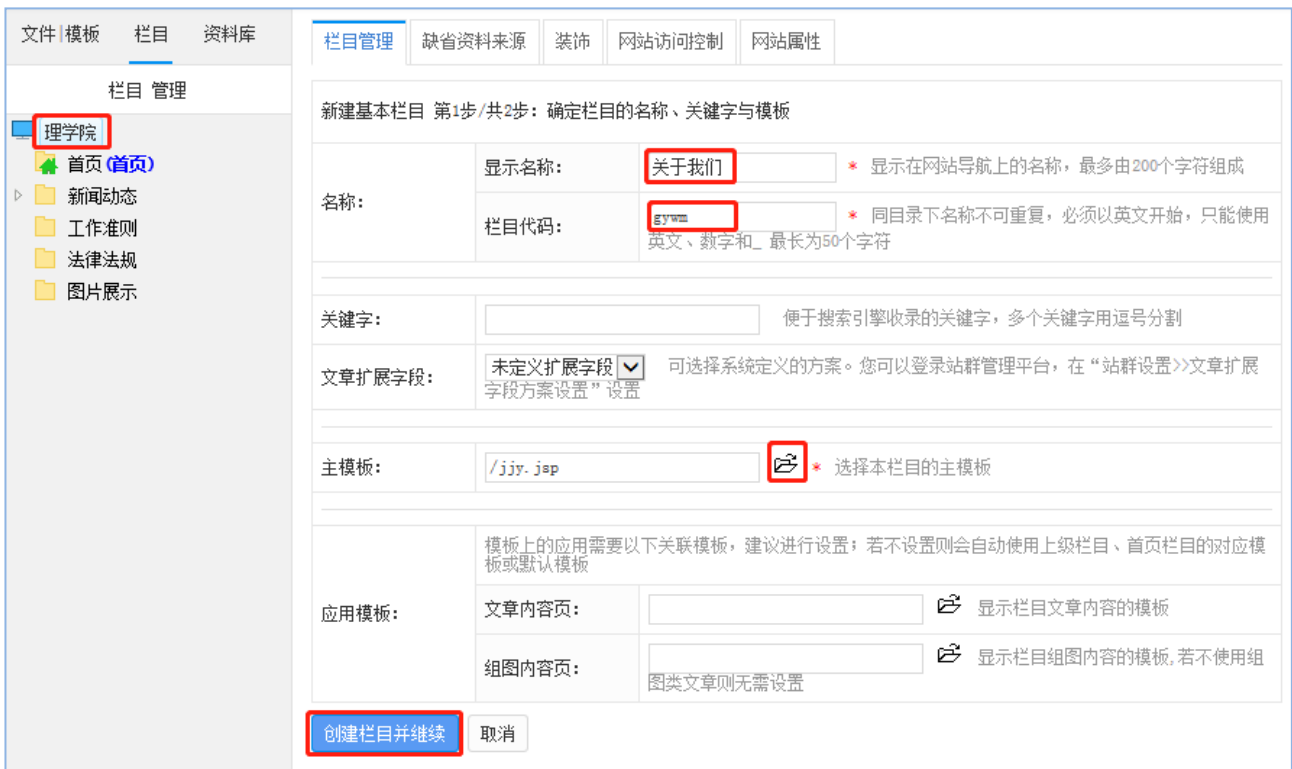 文件|模板 栏目 资料库
栏目 管理
理学院
首页(首页)
新闻动态
工作准则
法律法规
图片展示
栏目管理 缺省资料来源 装饰 网站访问控制 网站属性
新建基本栏目 第1步/共2步：确定栏目的名称、关键字与模板
名称：
显示名称： 关于我们 * 显示在网站导航上的名称，最多由200个字符组成
栏目代码： gywm * 同目录下名称不可重复，必须以英文开始，只能使用
英文、数字和_ 最长为50个字符
关键字： 便于搜索引擎收录的关键字，多个关键字用逗号分割
文章扩展字段： 未定义扩展字段 可选择系统定义的方案。您可以登录站群管理平台，在“站群设置>>文章扩展
字段方案设置”设置
主模板： /jjy.jsp * 选择本栏目的主模板
应用模板：
模板上的应用需要以下关联模板，建议进行设置；若不设置则会自动使用上级栏目、首页栏目的对应模
板或默认模板
文章内容页： 显示栏目文章内容的模板
组图内容页： 显示栏目组图内容的模板,若不使用组
图类文章则无需设置
创建栏目并继续 取消